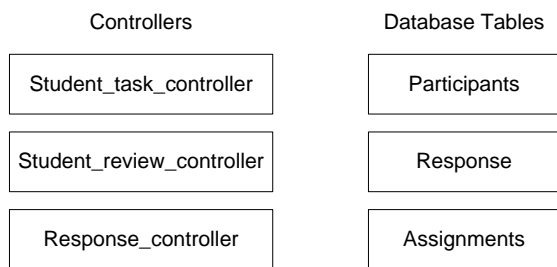 Controllers
Database Tables
Student_task_controller
Participants
Student_review_controller
Response
Response_controller
Assignments